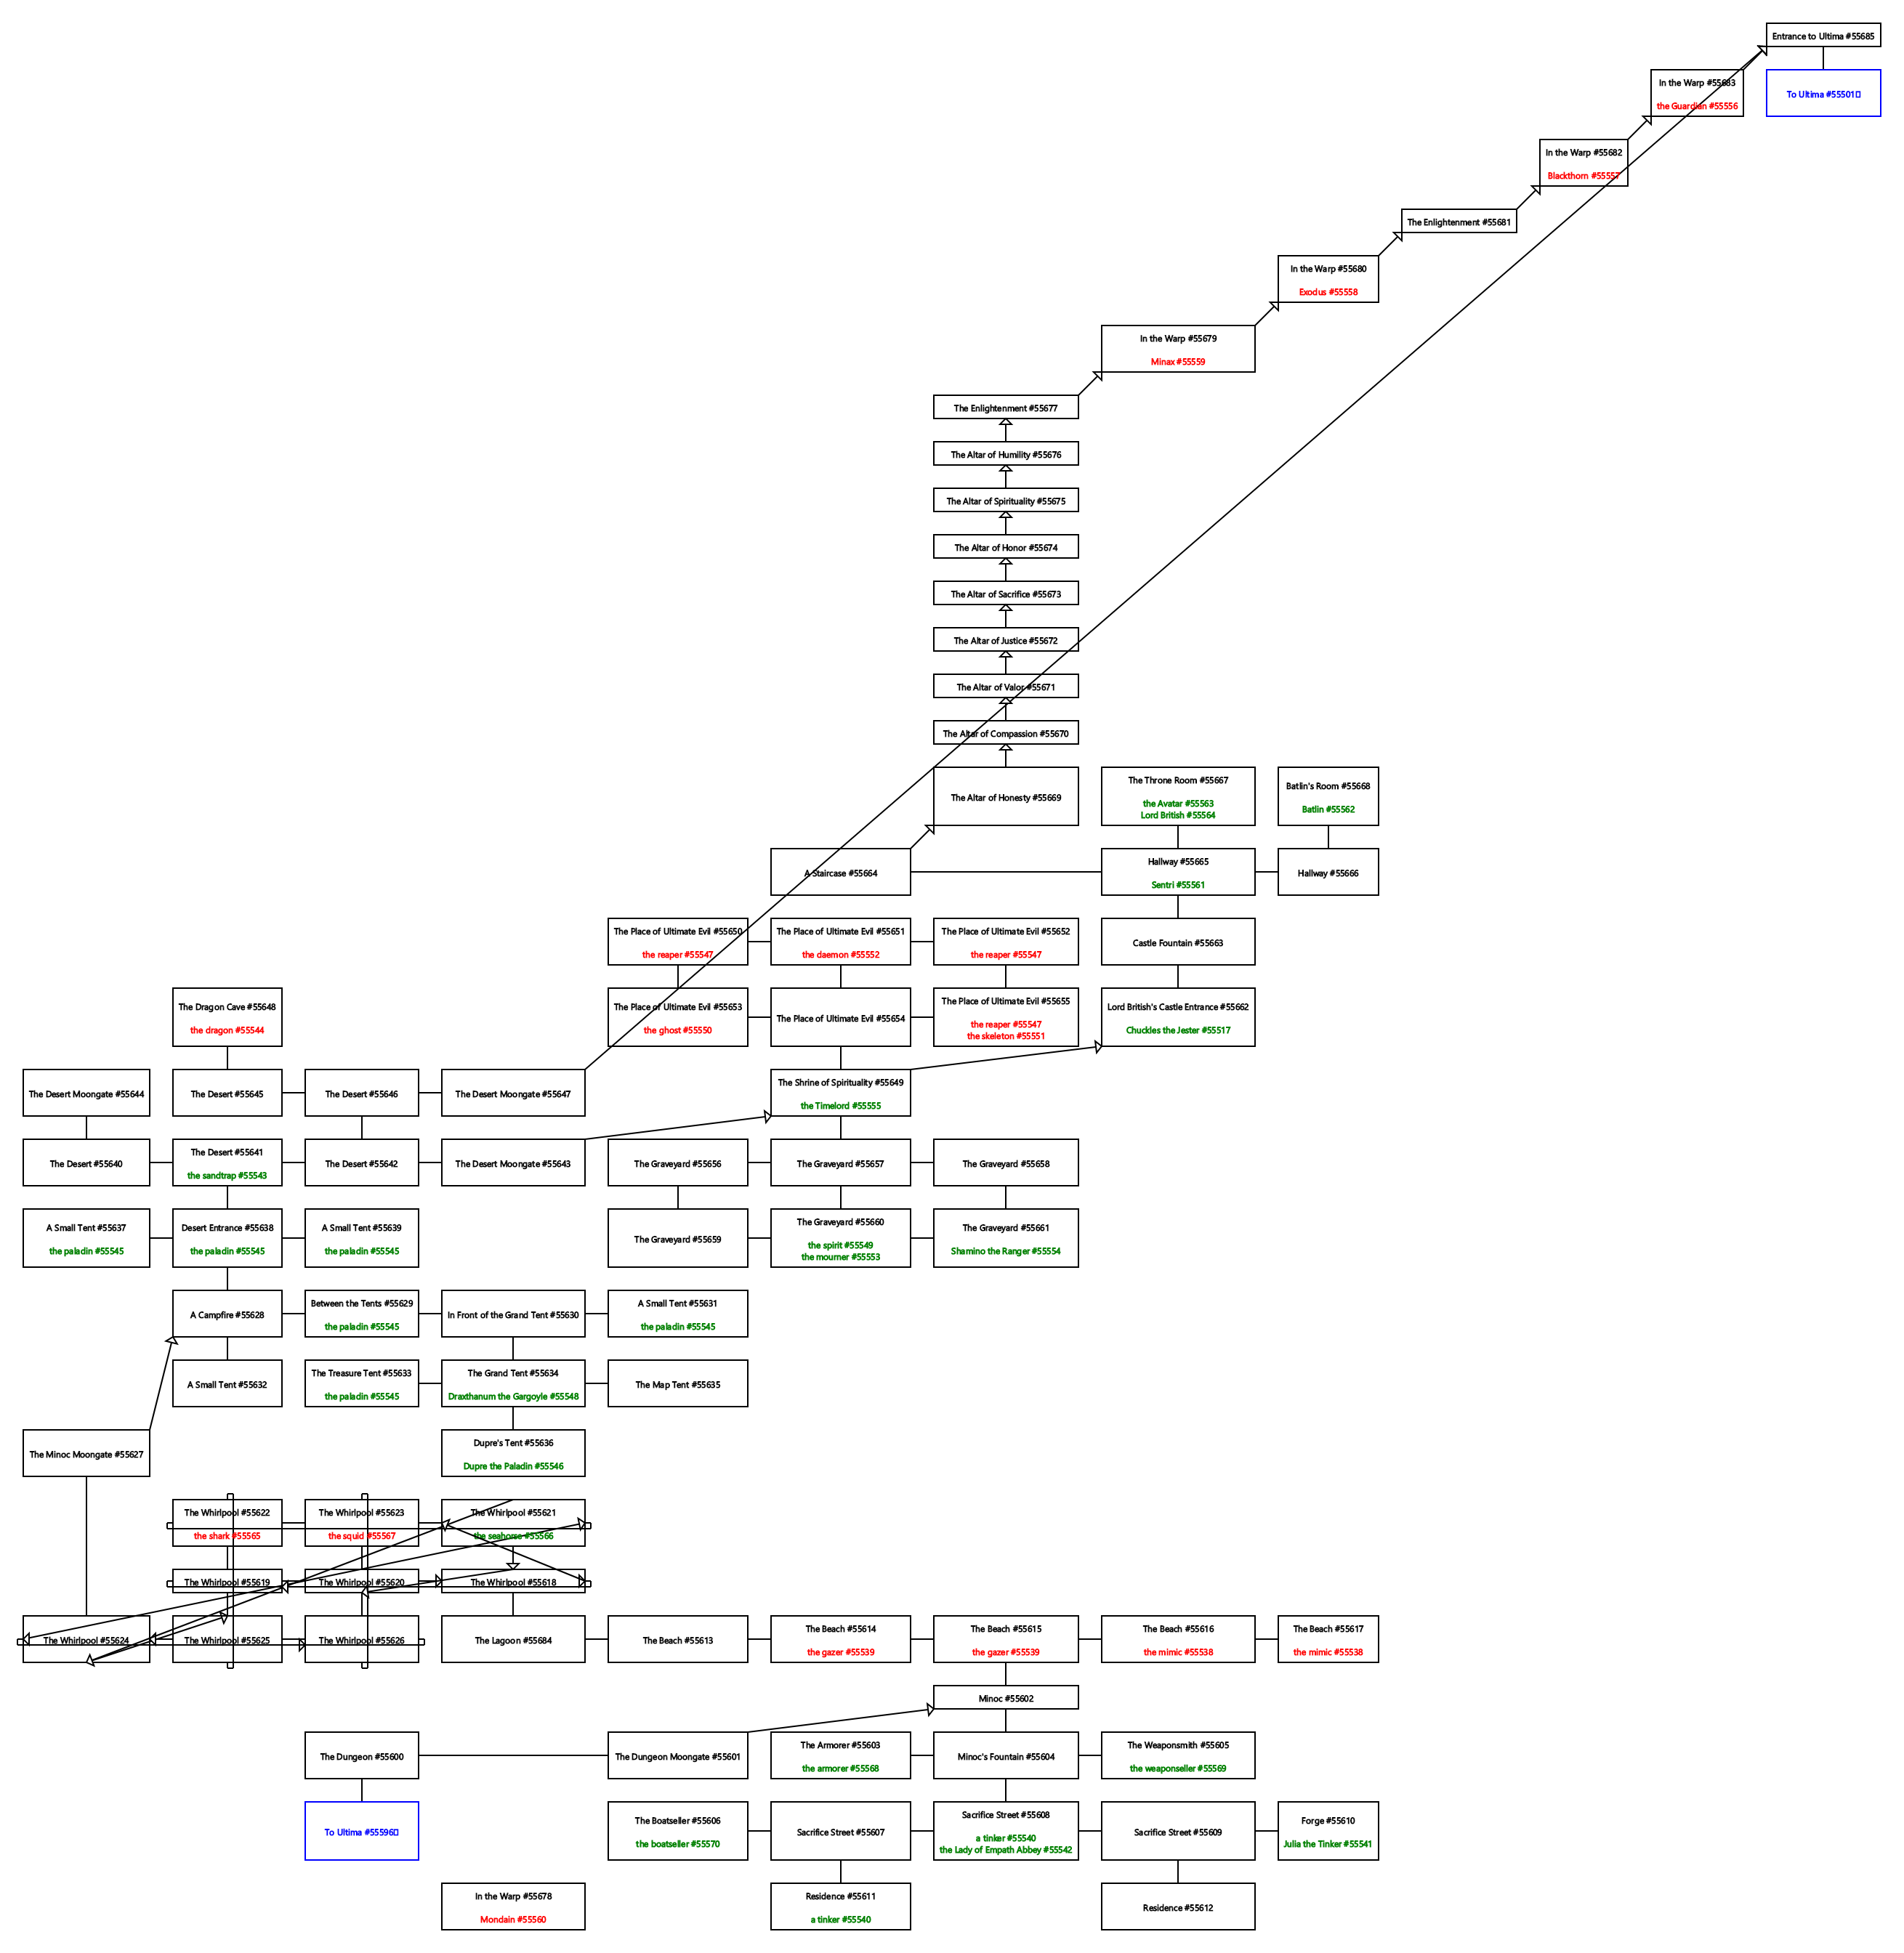 Entrance to Ultima #55685
In the Warp #55683
the Guardian #55556
To Ultima #55501▯
In the Warp #55682
Blackthorn #55557
The Enlightenment #55681
In the Warp #55680
Exodus #55558
In the Warp #55679
Minax #55559
The Enlightenment #55677
The Altar of Humility #55676
The Altar of Spirituality #55675
The Altar of Honor #55674
The Altar of Sacrifice #55673
The Altar of Justice #55672
The Altar of Valor #55671
The Altar of Compassion #55670
The Altar of Honesty #55669
The Throne Room #55667
the Avatar #55563
Lord British #55564
Batlin's Room #55668
Batlin #55562
A Staircase #55664
Hallway #55665
Sentri #55561
Hallway #55666
The Place of Ultimate Evil #55650
the reaper #55547
The Place of Ultimate Evil #55651
the daemon #55552
The Place of Ultimate Evil #55652
the reaper #55547
Castle Fountain #55663
The Dragon Cave #55648
the dragon #55544
The Place of Ultimate Evil #55653
the ghost #55550
The Place of Ultimate Evil #55654
The Place of Ultimate Evil #55655
the reaper #55547
the skeleton #55551
Lord British's Castle Entrance #55662
Chuckles the Jester #55517
The Desert Moongate #55644
The Desert #55645
The Desert #55646
The Desert Moongate #55647
The Shrine of Spirituality #55649
the Timelord #55555
The Desert #55640
The Desert #55641
the sandtrap #55543
The Desert #55642
The Desert Moongate #55643
The Graveyard #55656
The Graveyard #55657
The Graveyard #55658
A Small Tent #55637
the paladin #55545
Desert Entrance #55638
the paladin #55545
A Small Tent #55639
the paladin #55545
The Graveyard #55659
The Graveyard #55660
the spirit #55549
the mourner #55553
The Graveyard #55661
Shamino the Ranger #55554
A Campfire #55628
Between the Tents #55629
the paladin #55545
In Front of the Grand Tent #55630
A Small Tent #55631
the paladin #55545
A Small Tent #55632
The Treasure Tent #55633
the paladin #55545
The Grand Tent #55634
Draxthanum the Gargoyle #55548
The Map Tent #55635
The Minoc Moongate #55627
Dupre's Tent #55636
Dupre the Paladin #55546
The Whirlpool #55622
the shark #55565
The Whirlpool #55623
the squid #55567
The Whirlpool #55621
the seahorse #55566
The Whirlpool #55619
The Whirlpool #55620
The Whirlpool #55618
The Whirlpool #55624
The Whirlpool #55625
The Whirlpool #55626
The Lagoon #55684
The Beach #55613
The Beach #55614
the gazer #55539
The Beach #55615
the gazer #55539
The Beach #55616
the mimic #55538
The Beach #55617
the mimic #55538
Minoc #55602
The Dungeon #55600
The Dungeon Moongate #55601
The Armorer #55603
the armorer #55568
Minoc's Fountain #55604
The Weaponsmith #55605
the weaponseller #55569
To Ultima #55596▯
The Boatseller #55606
the boatseller #55570
Sacrifice Street #55607
Sacrifice Street #55608
a tinker #55540
the Lady of Empath Abbey #55542
Sacrifice Street #55609
Forge #55610
Julia the Tinker #55541
In the Warp #55678
Mondain #55560
Residence #55611
a tinker #55540
Residence #55612